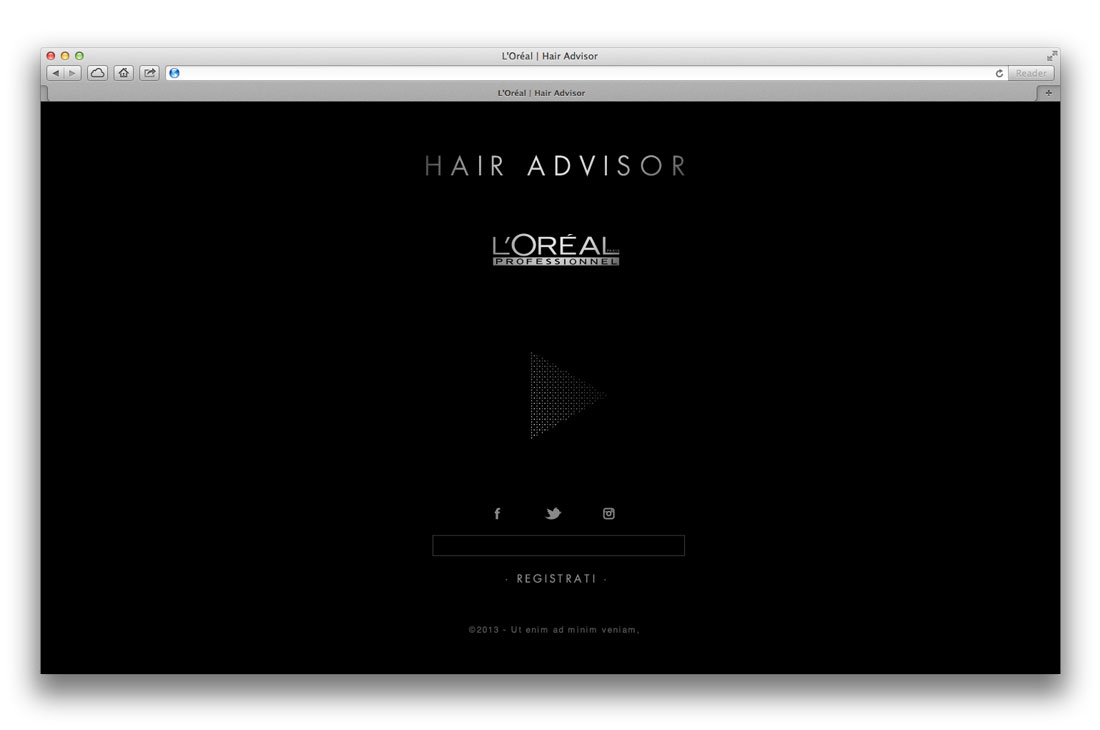 L'Oréal | Hair Advisor
Reader
L'Oréal | Hair Advisor
HAIR ADVISOR
L'ORÉAL
PROFESSIONNEL
· REGISTRATI ·
©2013 - Ut enim ad minim veniam,